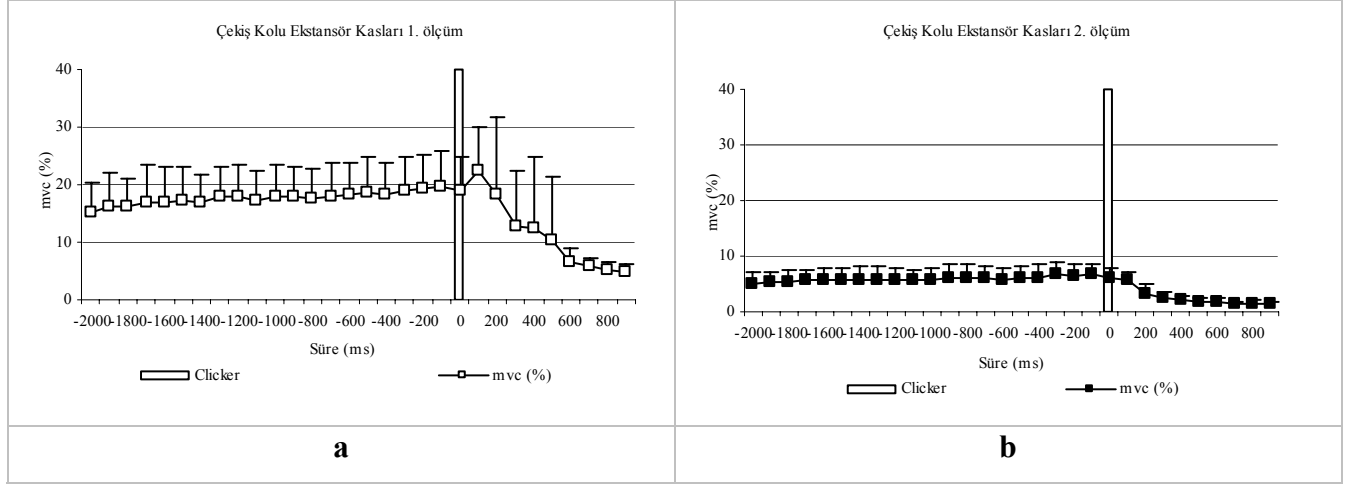 Çekiş Kolu Ekstansör Kasları 1. ölçüm
40
30
20
10
0
mvc (%)
-2000 -1800 -1600 -1400 -1200 -1000 -800 -600 -400 -200 0 200 400 600 800
Süre (ms)
Clicker mvc (%)
a
Çekiş Kolu Ekstansör Kasları 2. ölçüm
40
30
20
10
0
mvc (%)
-2000 -1800 -1600 -1400 -1200 -1000 -800 -600 -400 -200 0 200 400 600 800
Süre (ms)
Clicker mvc (%)
b